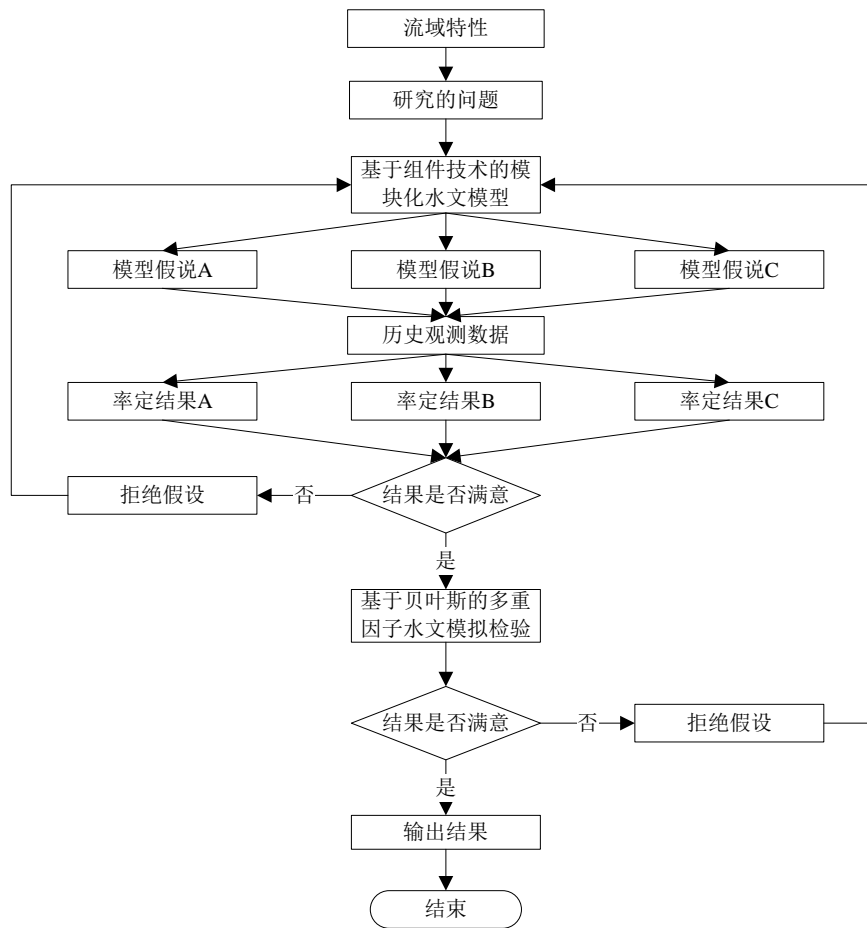 流域特性
研究的问题
基于组件技术的模
块化水文模型
模型假说A
模型假说B
模型假说C
历史观测数据
率定结果A
率定结果B
率定结果C
拒绝假设
否
结果是否满意
是
基于贝叶斯的多重
因子水文模拟检验
结果是否满意
否
拒绝假设
是
输出结果
结束